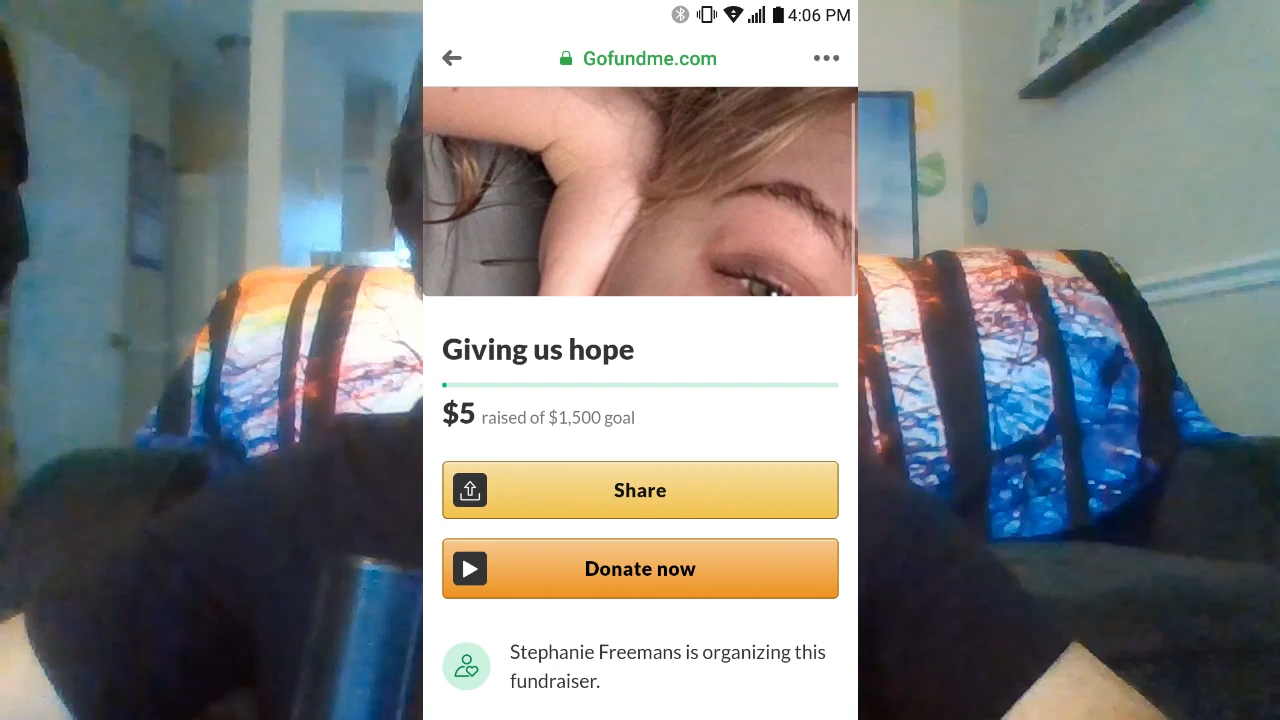 4:06 PM
Gofundme.com
Giving us hope
$5 raised of $1,500 goal
Share
Donate now
Stephanie Freemans is organizing this
fundraiser.